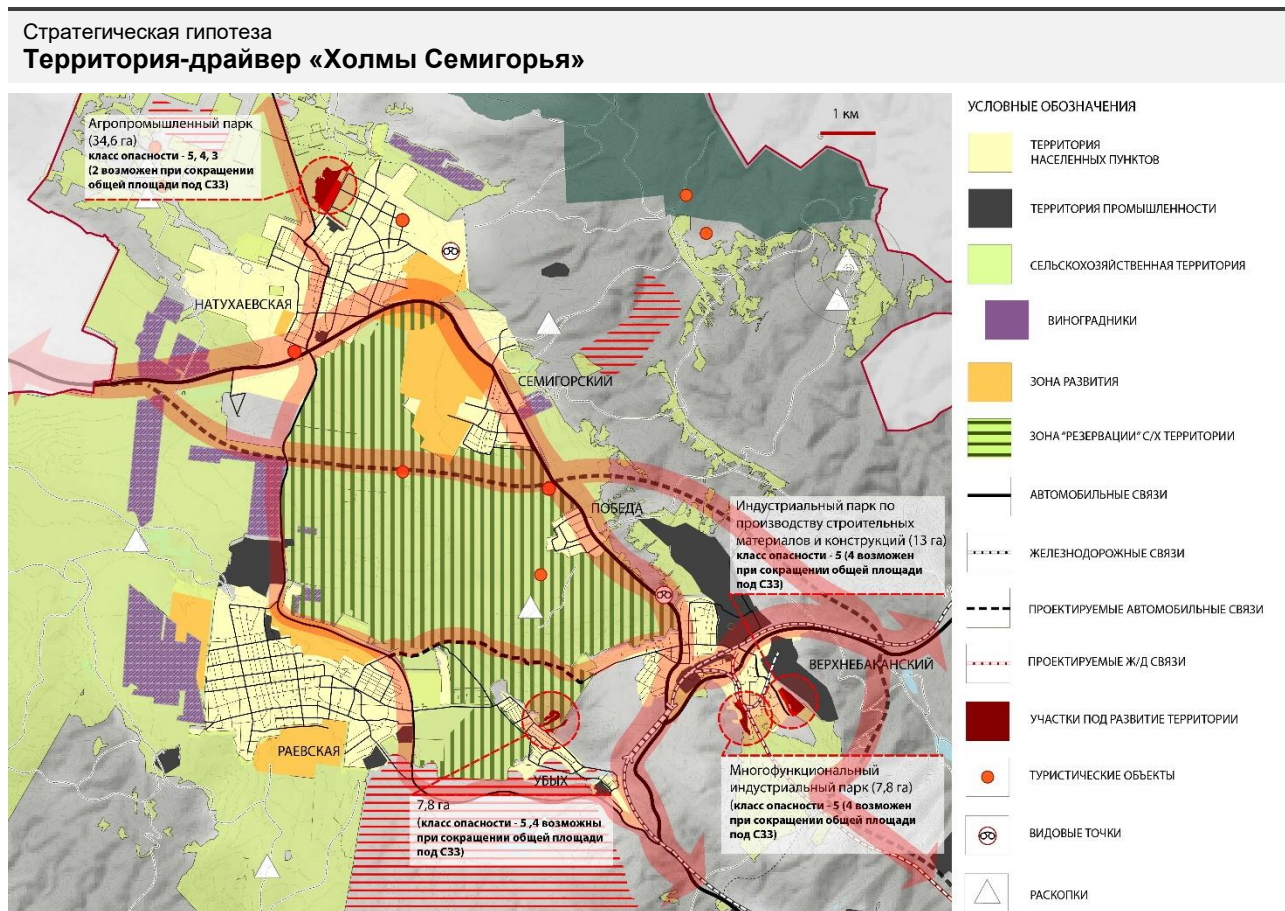 Стратегическая гипотеза
Территория-драйвер «Холмы Семигорья»
Агропромышленный парк
(34,6 га)
класс опасности - 5, 4, 3
(2 возможен при сокращении
общей площади под СЗЗ)
1 км
НАТУХАЕВСКАЯ
СЕМИГОРСКИЙ
ПОБЕДА
Индустриальный парк по
производству строительных
материалов и конструкций (13 га)
класс опасности - 5 (4 возможен
при сокращении общей площади
под СЗЗ)
ВЕРХНЕБАКАНСКИЙ
РАЕВСКАЯ
УБЫХ
7,8 га
(класс опасности - 5 ,4 возможны
при сокращении общей площади
под СЗЗ)
Многофункциональный
индустриальный парк (7,8 га)
(класс опасности - 5 (4 возможен
при сокращении общей площади
под СЗЗ)
УСЛОВНЫЕ ОБОЗНАЧЕНИЯ
ТЕРРИТОРИЯ
НАСЕЛЕННЫХ ПУНКТОВ
ТЕРРИТОРИЯ ПРОМЫШЛЕННОСТИ
СЕЛЬСКОХОЗЯЙСТВЕННАЯ ТЕРРИТОРИЯ
ВИНОГРАДНИКИ
ЗОНА РАЗВИТИЯ
ЗОНА "РЕЗЕРВАЦИИ" С/Х ТЕРРИТОРИИ
АВТОМОБИЛЬНЫЕ СВЯЗИ
ЖЕЛЕЗНОДОРОЖНЫЕ СВЯЗИ
ПРОЕКТИРУЕМЫЕ АВТОМОБИЛЬНЫЕ СВЯЗИ
ПРОЕКТИРУЕМЫЕ Ж/Д СВЯЗИ
УЧАСТКИ ПОД РАЗВИТИЕ ТЕРРИТОРИИ
ТУРИСТИЧЕСКИЕ ОБЪЕКТЫ
ВИДОВЫЕ ТОЧКИ
РАСКОПКИ